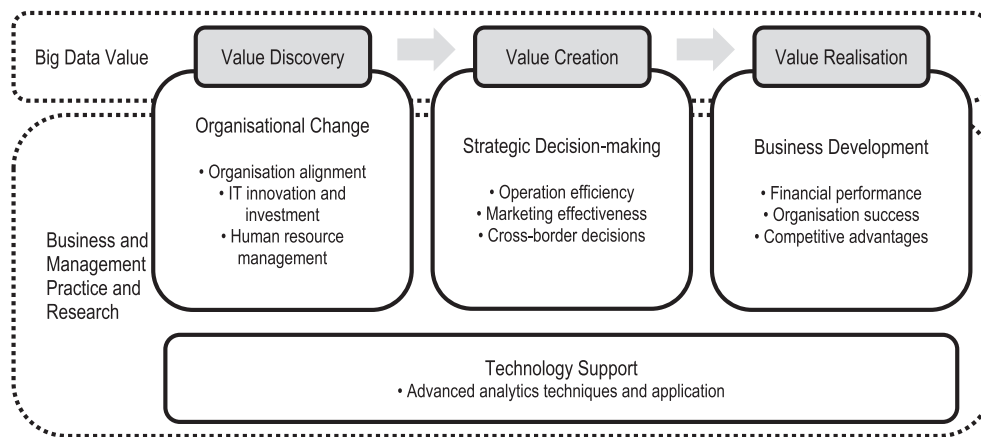 Big Data Value
Value Discovery
Value Creation
Value Realisation
Organisational Change
• Organisation alignment
• IT innovation and
investment
• Human resource
management
Strategic Decision-making
• Operation efficiency
• Marketing effectiveness
• Cross-border decisions
Business Development
• Financial performance
• Organisation success
• Competitive advantages
Business and
Management
Practice and
Research
Technology Support
• Advanced analytics techniques and application